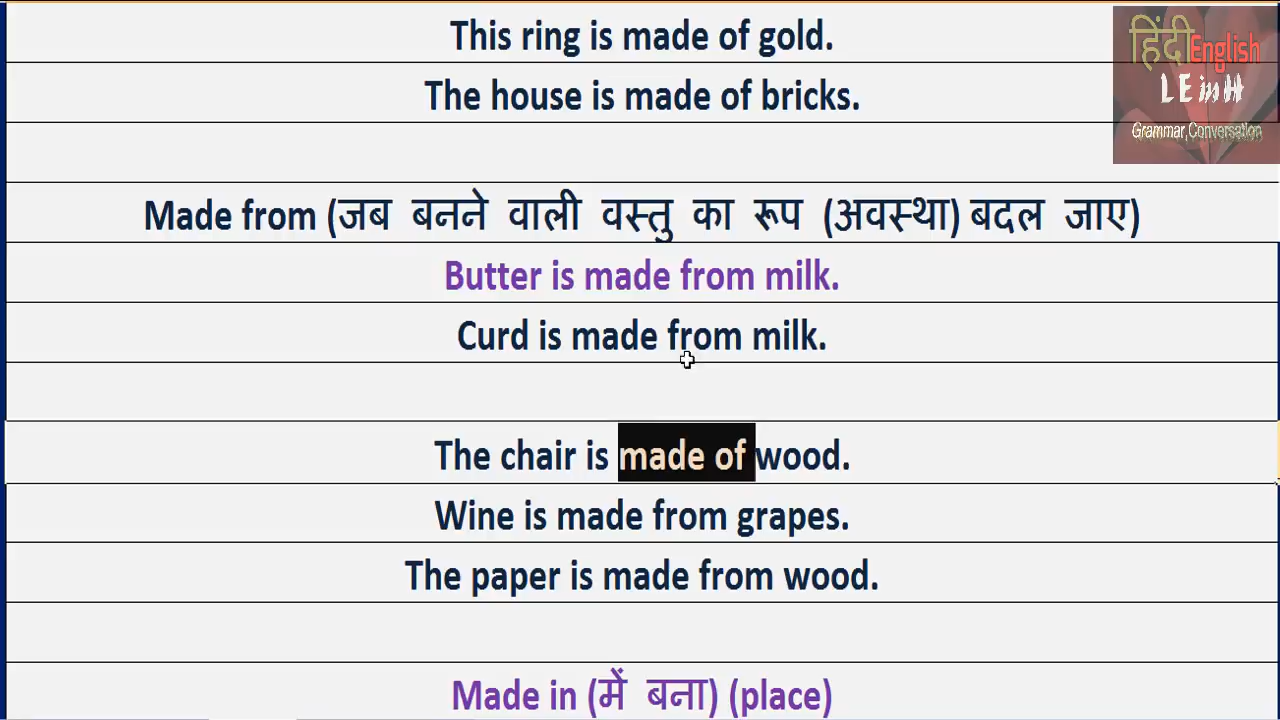 This ring is made of gold.
The house is made of bricks.
Made from (जब बनने वाली वस्तु का रूप (अवस्था) बदल जाए)
Butter is made from milk.
Curd is made from milk.
The chair is made of wood.
Wine is made from grapes.
The paper is made from wood.
Made in (में बना) (place)
हिंदी English
LEinH
Grammar,Conversation